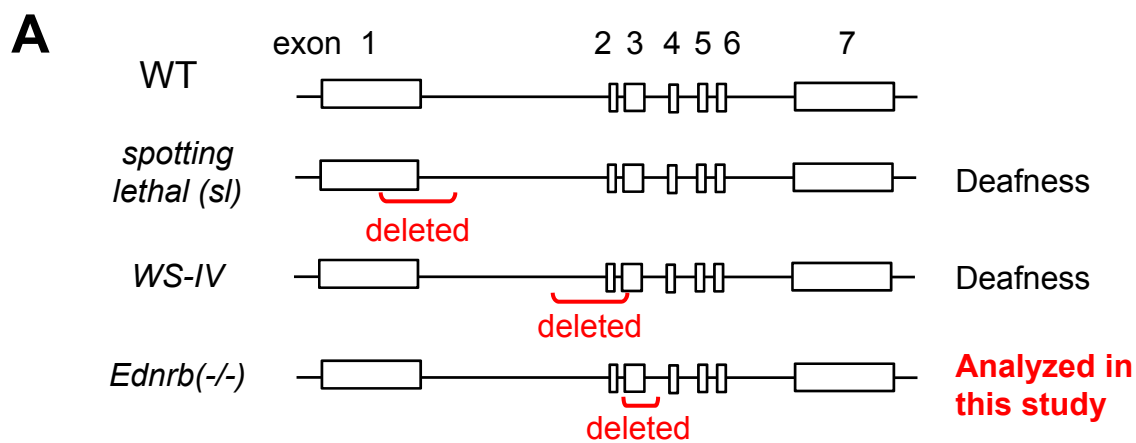 A
exon 1 2 3 4 5 6 7
WT
spotting
lethal (sl)
Deafness
deleted
WS-IV
Deafness
deleted
Ednrb(-/-)
Analyzed in
this study
deleted